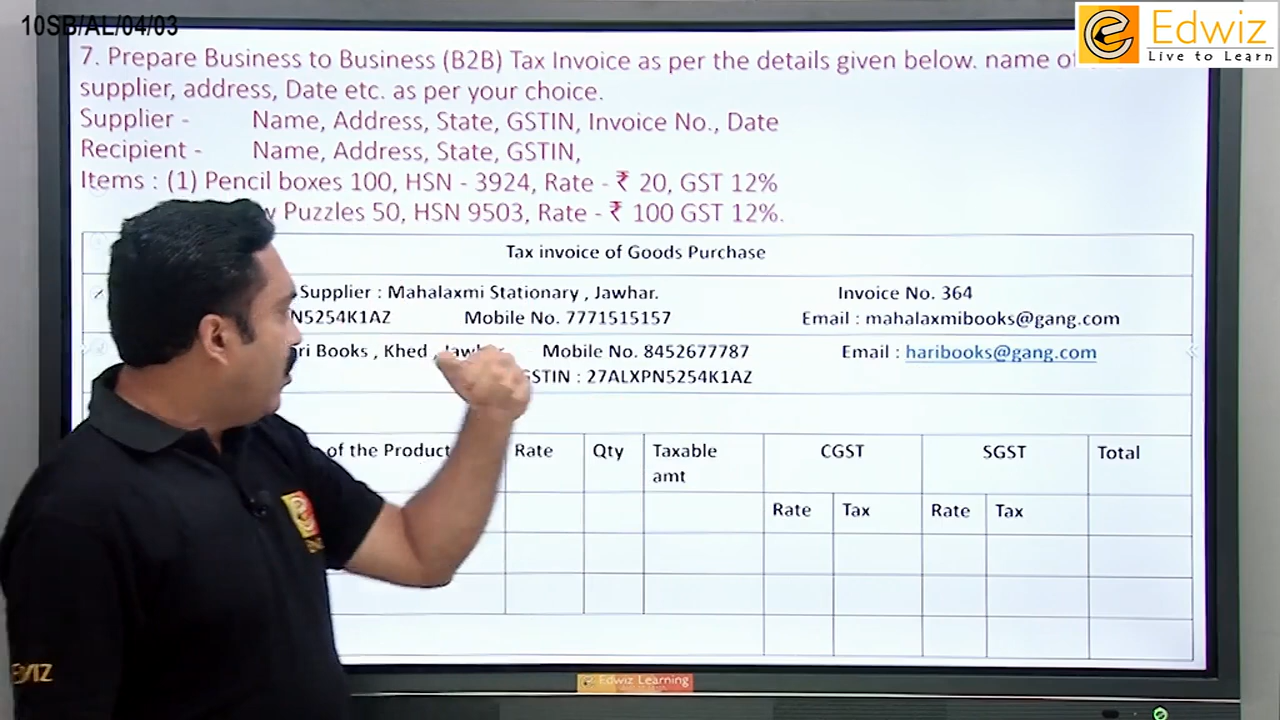 10SB/AL/04/03
Edwiz
Live to Learn
7. Prepare Business to Business (B2B) Tax Invoice as per the details given below. name of
supplier, address, Date etc. as per your choice.
Supplier - Name, Address, State, GSTIN, Invoice No., Date
Recipient - Name, Address, State, GSTIN,
Items : (1) Pencil boxes 100, HSN - 3924, Rate - ₹ 20, GST 12%
Puzzles 50, HSN 9503, Rate - ₹ 100 GST 12%.
Tax invoice of Goods Purchase
Supplier : Mahalaxmi Stationary , Jawhar. Invoice No. 364
N5254K1AZ Mobile No. 7771515157 Email : mahalaxmibooks@gang.com
Books , Khed , Mobile No. 8452677787 Email : haribooks@gang.com
GSTIN : 27ALXPN5254K1AZ
of the Product Rate Qty Taxable amt CGST SGST Total
Rate Tax Rate Tax
Edwiz Learning